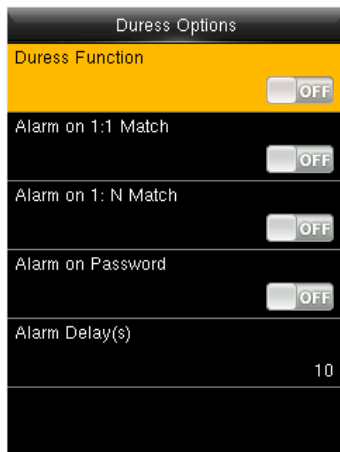 Duress Options
Duress Function
OFF
Alarm on 1:1 Match
OFF
Alarm on 1: N Match
OFF
Alarm on Password
OFF
Alarm Delay(s)
10